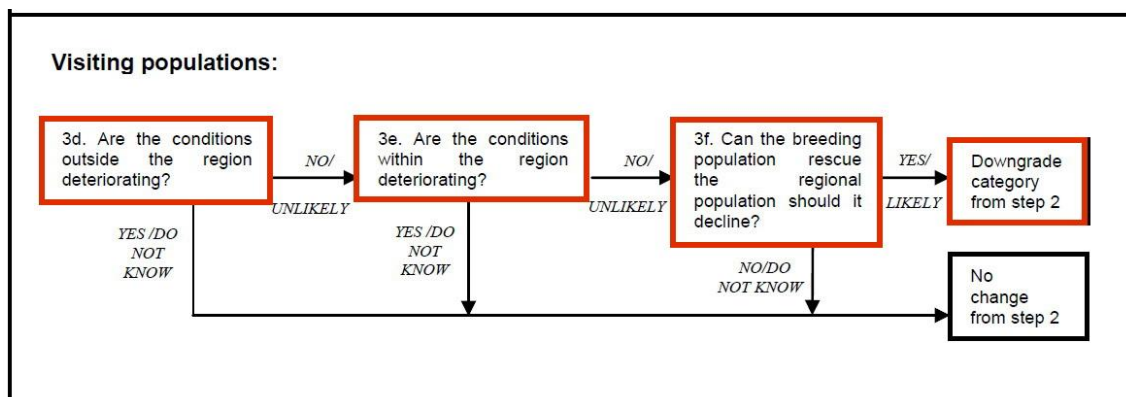 Visiting populations:
3d. Are the conditions
outside the region
deteriorating?
NO/
UNLIKELY
YES /DO
NOT
KNOW
3e. Are the conditions
within the region
deteriorating?
NO/
UNLIKELY
YES /DO
NOT
KNOW
3f. Can the breeding
population rescue
the regional
population should it
decline?
YES/
LIKELY
NO/DO
NOT KNOW
Downgrade
category
from step 2
No
change
from step 2